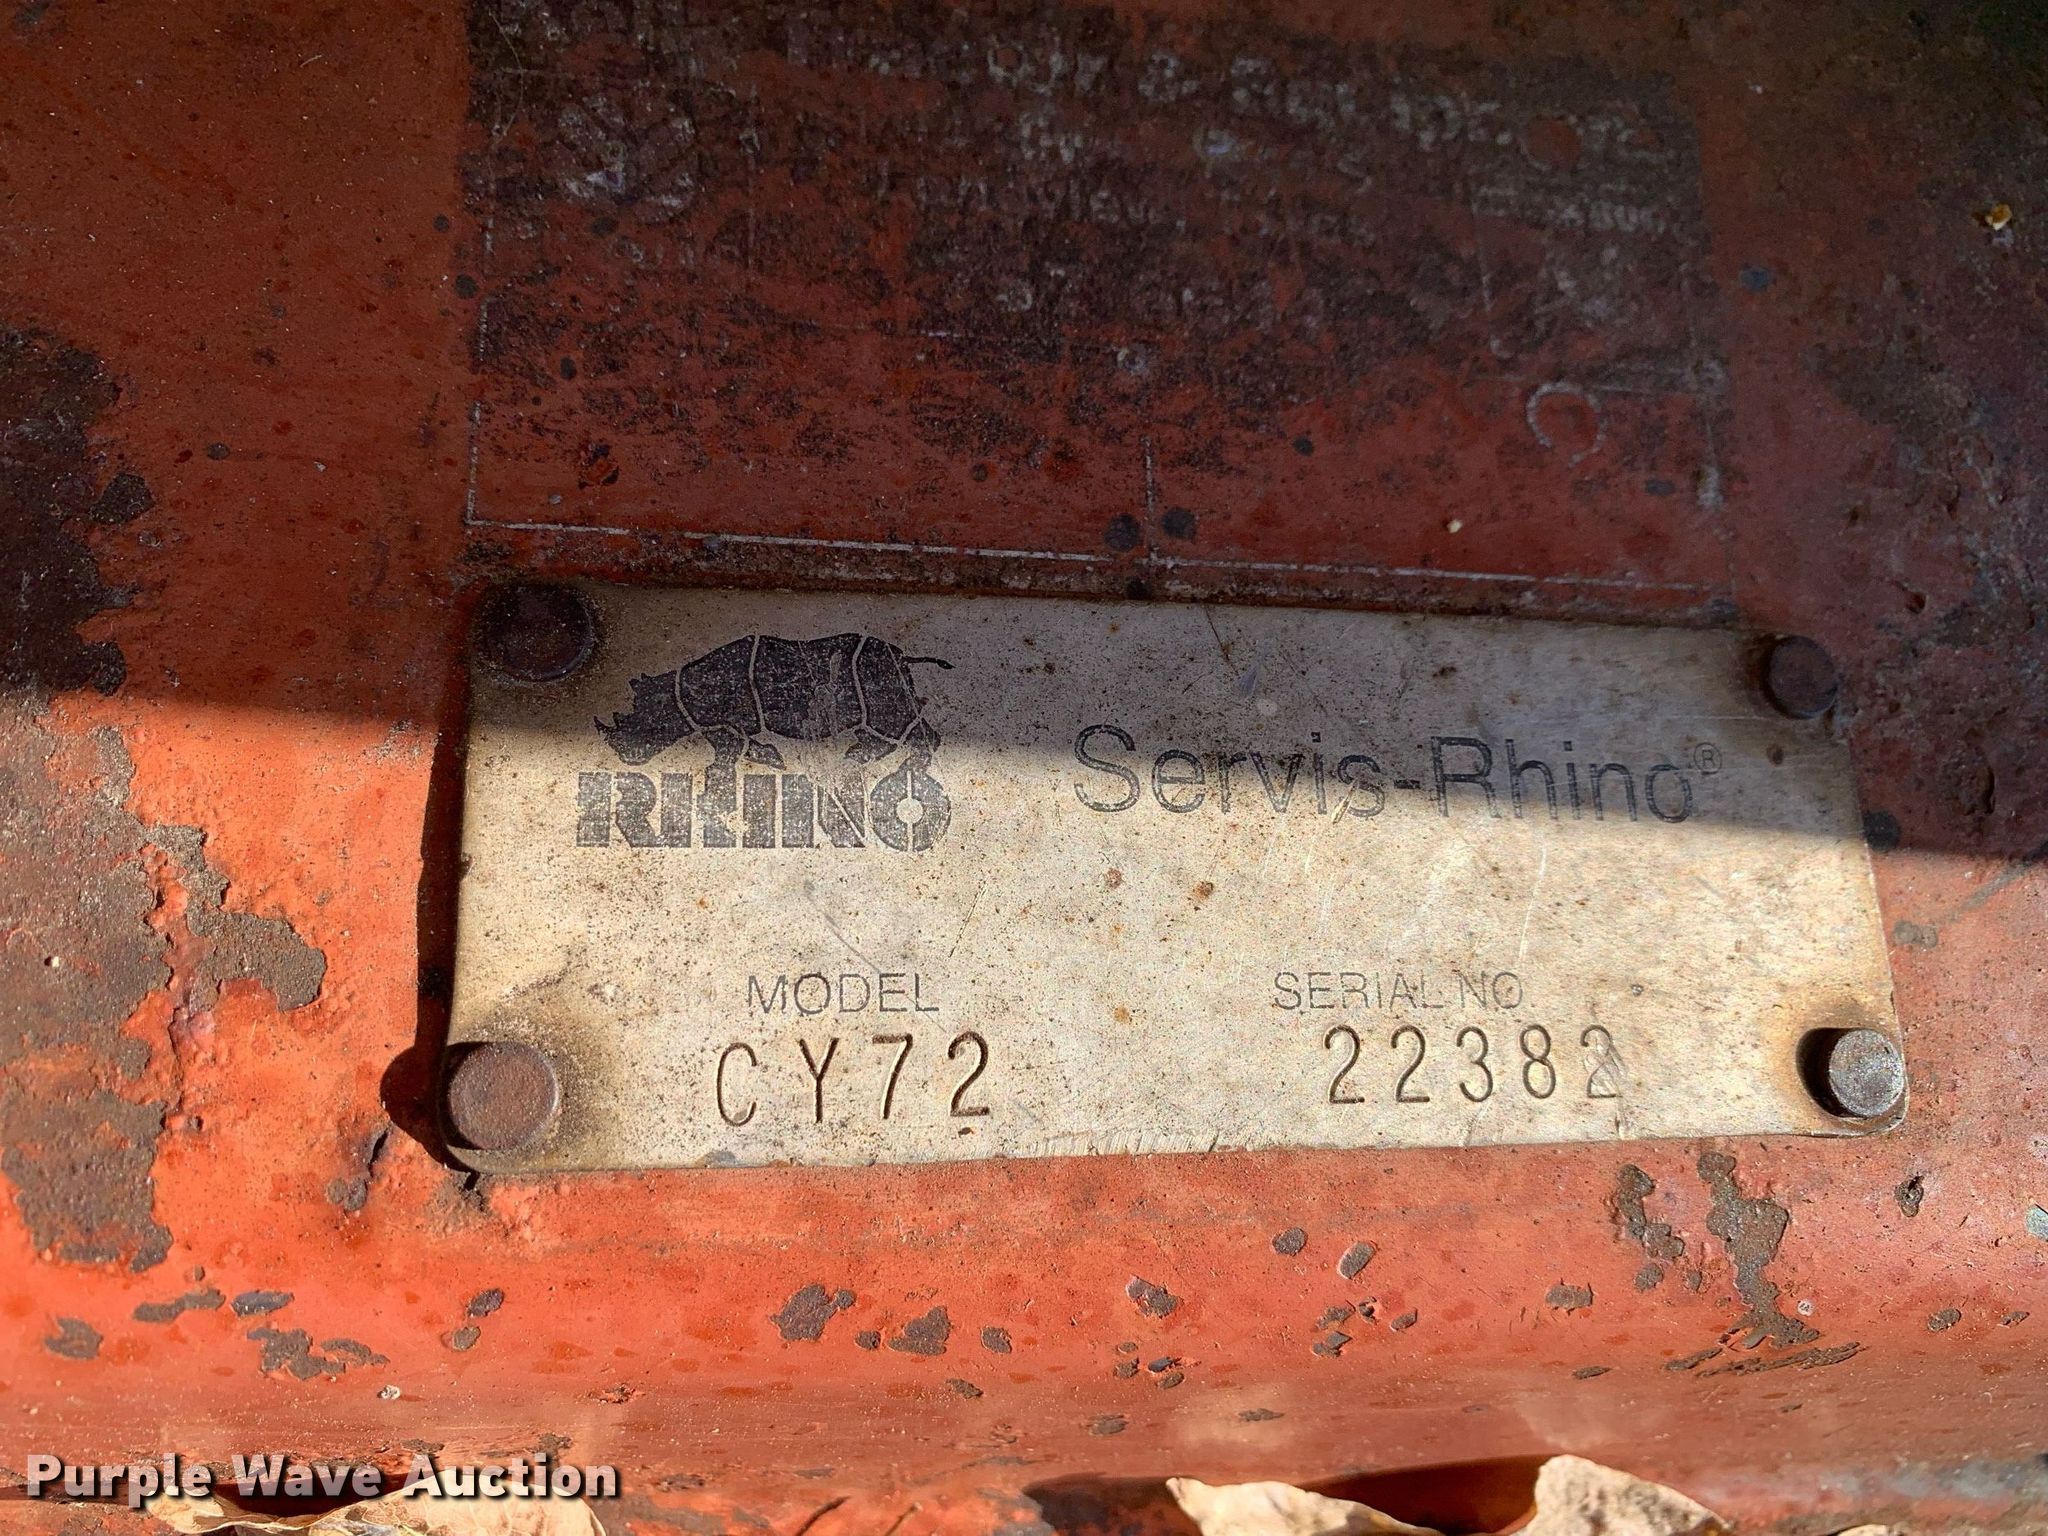 RHINO
Servis-Rhino®
MODEL
CY72
SERIAL NO
22382
Purple Wave Auction